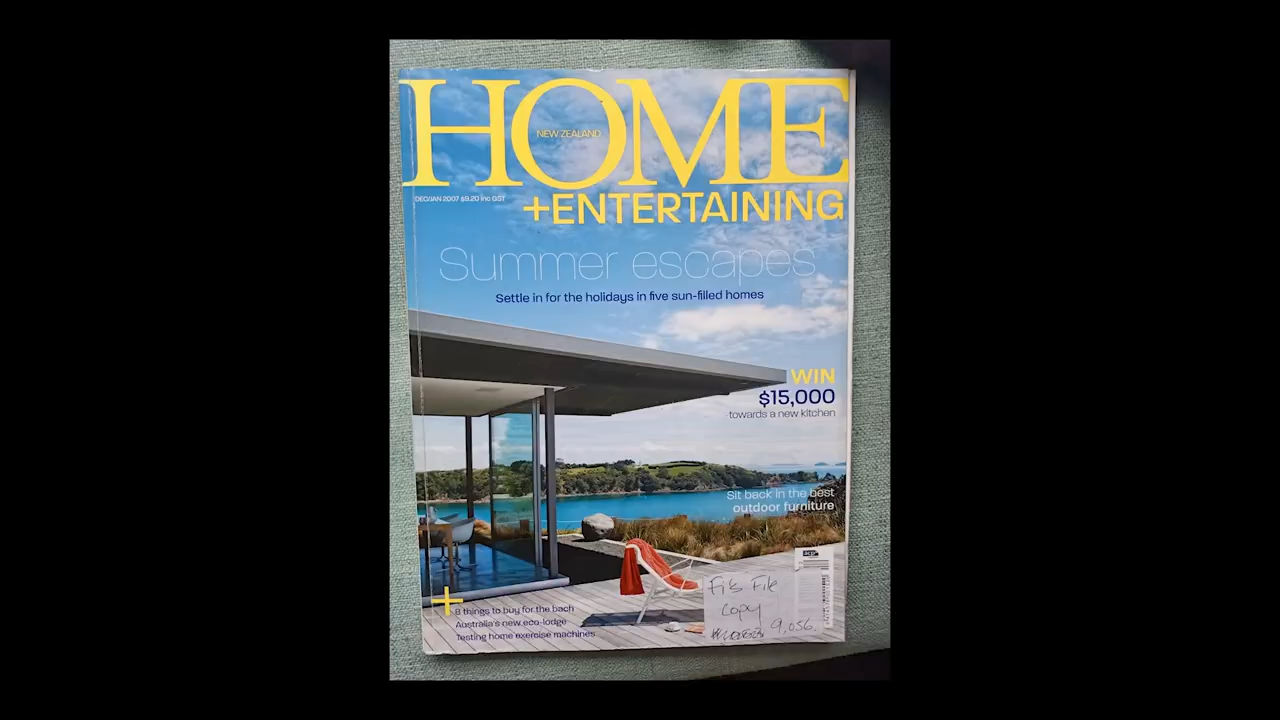 HOME
NEW ZEALAND
DEC/JAN 2007 $9.20 inc GST
+ENTERTAINING
Summer escapes
Settle in for the holidays in five sun-filled homes
WIN
$15,000
towards a new kitchen
Sit back in the best
outdoor furniture
+
8 things to buy for the bach
Australia's new eco-lodge
Testing home exercise machines
File
Copy
9,056.
acp